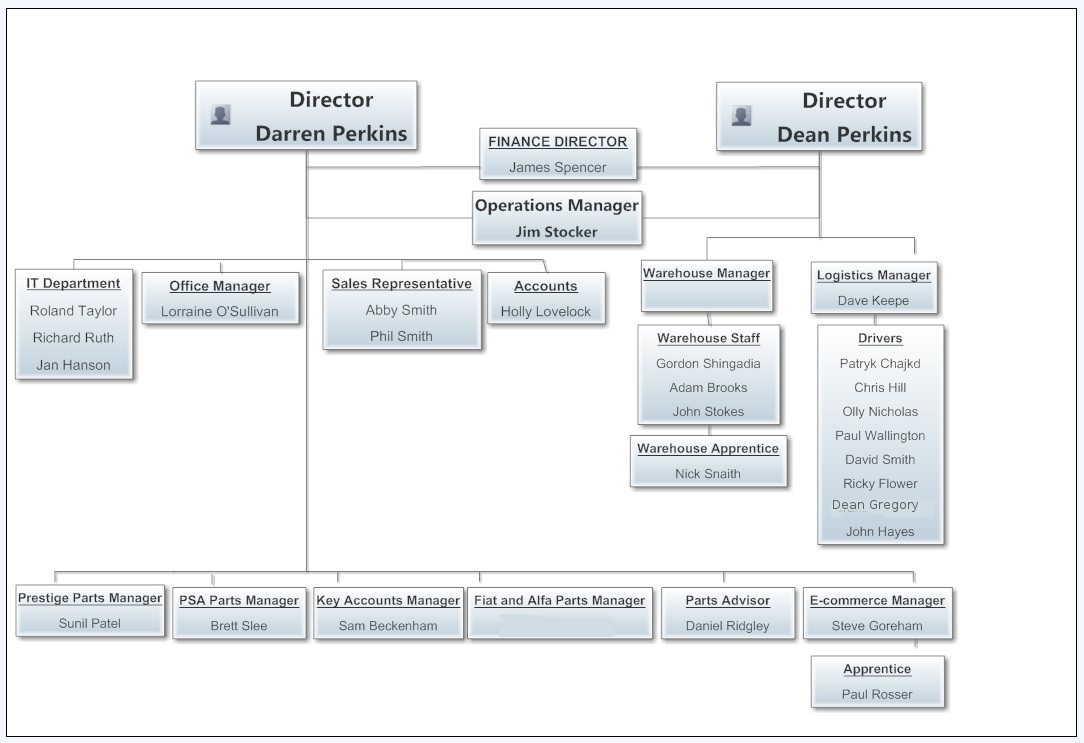 Director
Darren Perkins
Director
Dean Perkins
FINANCE DIRECTOR
James Spencer
Operations Manager
Jim Stocker
IT Department
Roland Taylor
Richard Ruth
Jan Hanson
Office Manager
Lorraine O'Sullivan
Sales Representative
Abby Smith
Phil Smith
Accounts
Holly Lovelock
Warehouse Manager
Warehouse Staff
Gordon Shingadia
Adam Brooks
John Stokes
Warehouse Apprentice
Nick Snaith
Logistics Manager
Dave Keepe
Drivers
Patryk Chajkd
Chris Hill
Olly Nicholas
Paul Wallington
David Smith
Ricky Flower
Dean Gregory
John Hayes
Prestige Parts Manager
Sunil Patel
PSA Parts Manager
Brett Slee
Key Accounts Manager
Sam Beckenham
Fiat and Alfa Parts Manager
Parts Advisor
Daniel Ridgley
E-commerce Manager
Steve Goreham
Apprentice
Paul Rosser